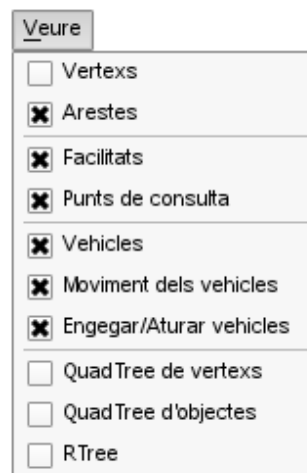 Veure
Vertexs
Arestes
Facilitats
Punts de consulta
Vehicles
Moviment dels vehicles
Engegar/Aturar vehicles
QuadTree de vertexs
QuadTree d'objectes
RTree